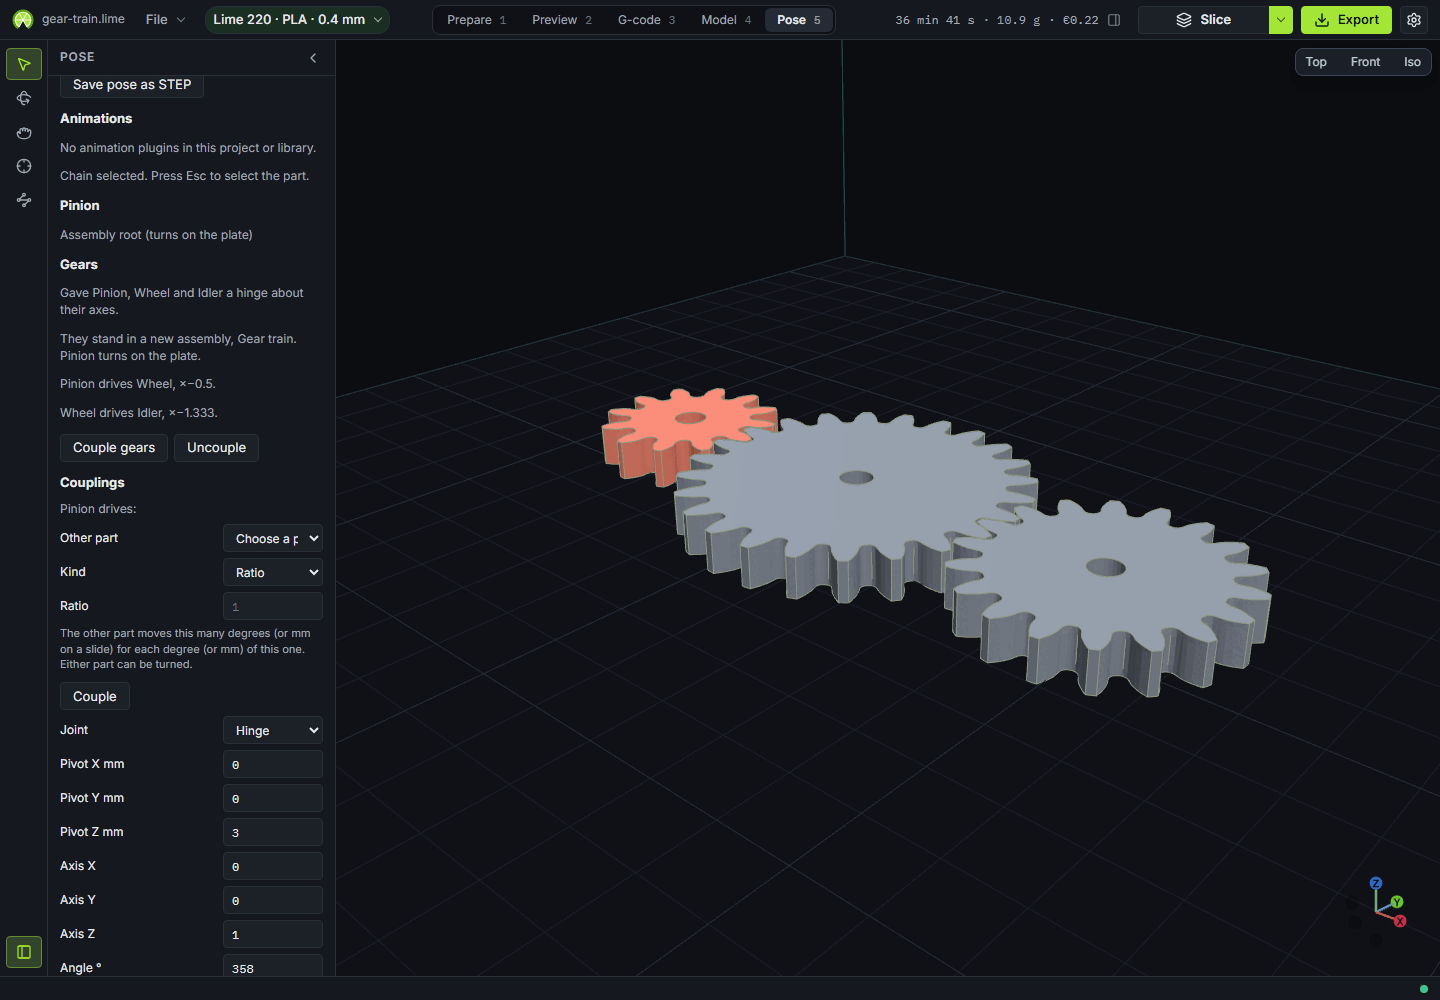 gear-train.lime
File
Lime 220 · PLA · 0.4 mm
Prepare 1
Preview 2
G-code 3
Model 4
Pose 5
36 min 41 s · 10.9 g · €0.22
Slice
Export
POSE
Top
Front
Iso
Save pose as STEP
Animations
No animation plugins in this project or library.
Chain selected. Press Esc to select the part.
Pinion
Assembly root (turns on the plate)
Gears
Gave Pinion, Wheel and Idler a hinge about
their axes.
They stand in a new assembly, Gear train.
Pinion turns on the plate.
Pinion drives Wheel, ×−0.5.
Wheel drives Idler, ×−1.333.
Couple gears
Uncouple
Couplings
Pinion drives:
Other part
Choose a p
Kind
Ratio
Ratio
1
The other part moves this many degrees (or mm
on a slide) for each degree (or mm) of this one.
Either part can be turned.
Couple
Joint
Hinge
Pivot X mm
0
Pivot Y mm
0
Pivot Z mm
3
Axis X
0
Axis Y
0
Axis Z
1
Angle °
358
Z
Y
X